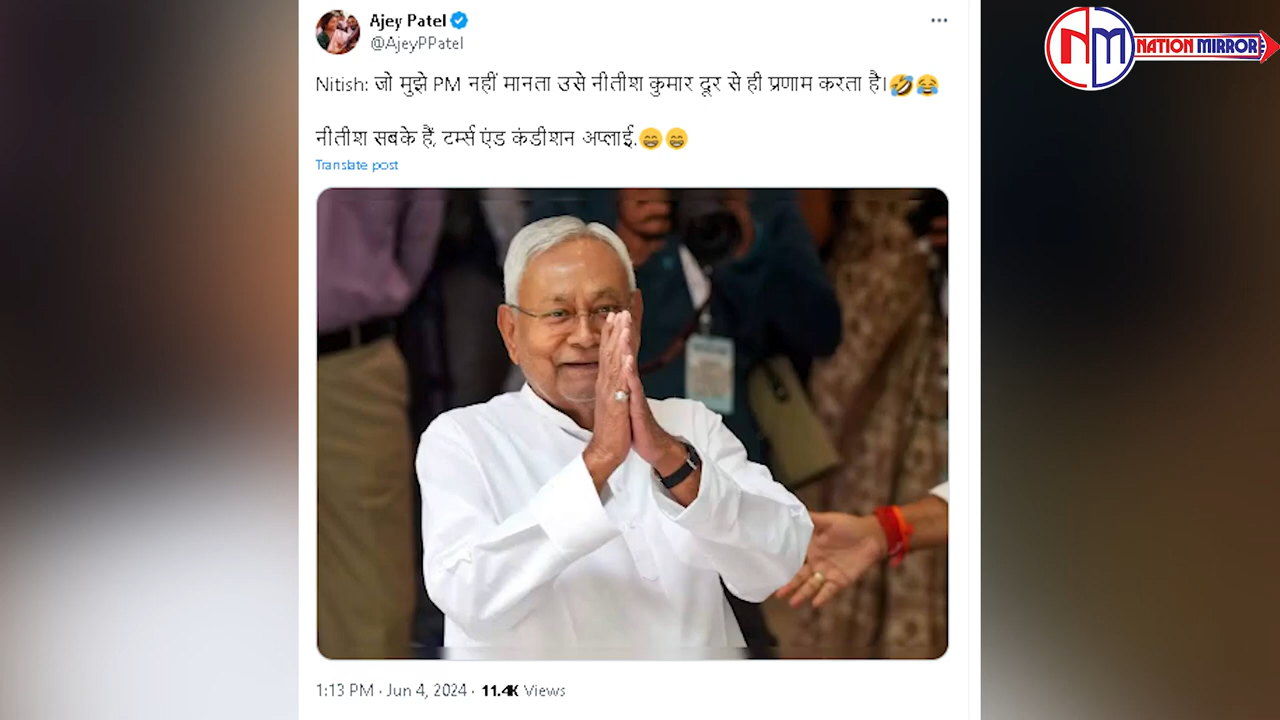 Ajey Patel
@AjeyPPatel
NM NATION MIRROR
Nitish: जो मुझे PM नहीं मानता उसे नीतीश कुमार दूर से ही प्रणाम करता है।🤣😂
नीतीश सबके हैं, टर्म्स एंड कंडीशन अप्लाई.😁😁
Translate post
1:13 PM · Jun 4, 2024 · 11.4K Views